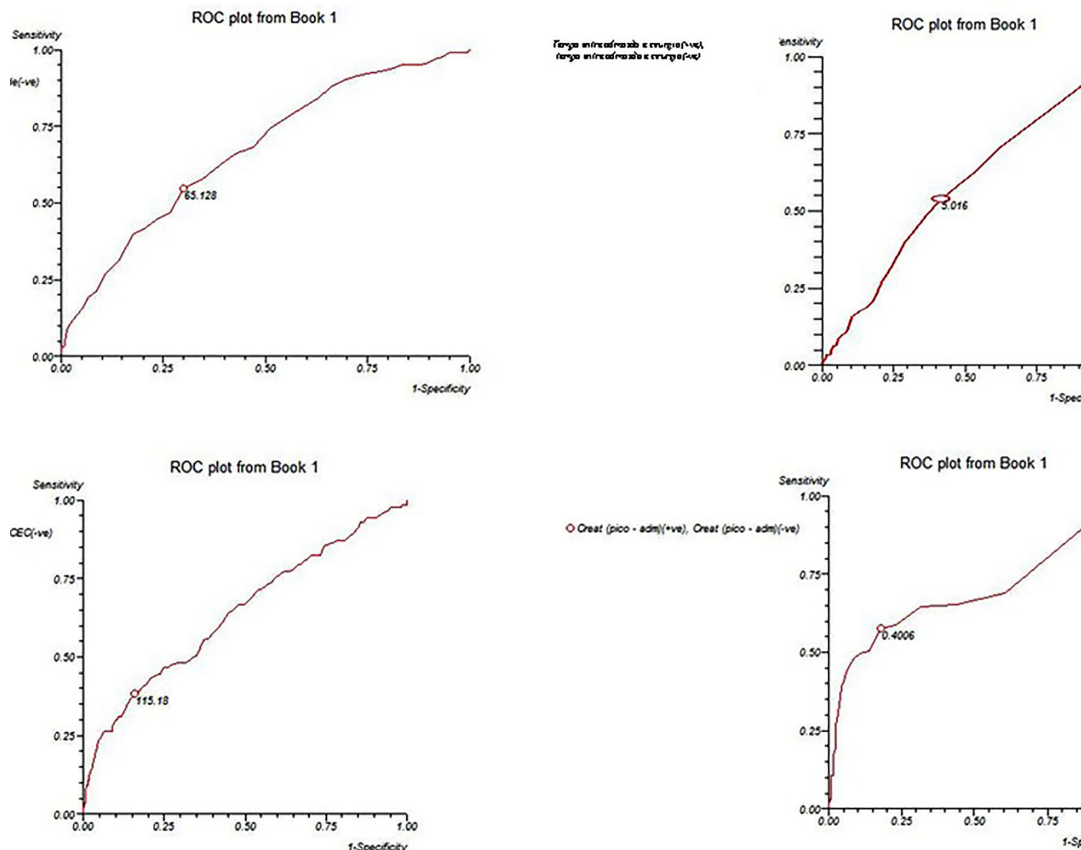 ROC plot from Book 1
Sensitivity
1.00
le(-ve)
0.75
0.50
0.25
0.00
65.128
0.00 0.25 0.50 0.75 1.00
1-Specificity
ROC plot from Book 1
ensitivity
1.00
0.75
0.50
0.25
0.00
5.016
0.00 0.25 0.50 0.75
1-Spec
ROC plot from Book 1
Sensitivity
1.00
CEC(-ve)
0.75
0.50
0.25
0.00
115.18
0.00 0.25 0.50 0.75 1.00
1-Specificity
ROC plot from Book 1
Sensitivity
1.00
Creat (pico - adm)(+ve), Creat (pico - adm)(-ve)
0.75
0.50
0.25
0.00
0.4006
0.00 0.25 0.50 0.75
1-Sp